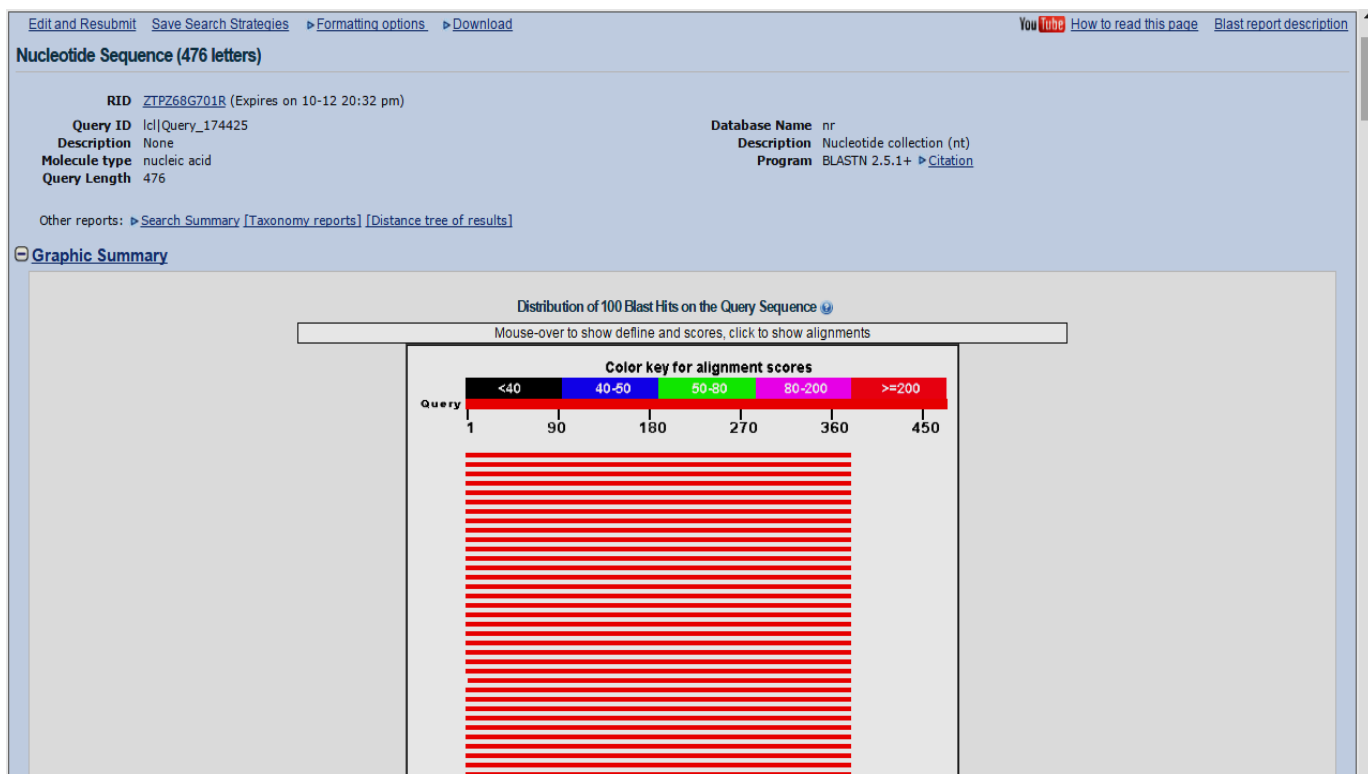 Edit and Resubmit Save Search Strategies ▶Formatting options ▶Download You Tube How to read this page Blast report description
Nucleotide Sequence (476 letters)
RID ZTPZ68G701R (Expires on 10-12 20:32 pm)
Query ID lcl|Query_174425
Description None
Molecule type nucleic acid
Query Length 476
Database Name nr
Description Nucleotide collection (nt)
Program BLASTN 2.5.1+ ▶Citation
Other reports: ▶Search Summary [Taxonomy reports] [Distance tree of results]
Graphic Summary
Distribution of 100 Blast Hits on the Query Sequence
Mouse-over to show defline and scores, click to show alignments
Color key for alignment scores
<40 40-50 50-80 80-200 >=200
Query
1 90 180 270 360 450